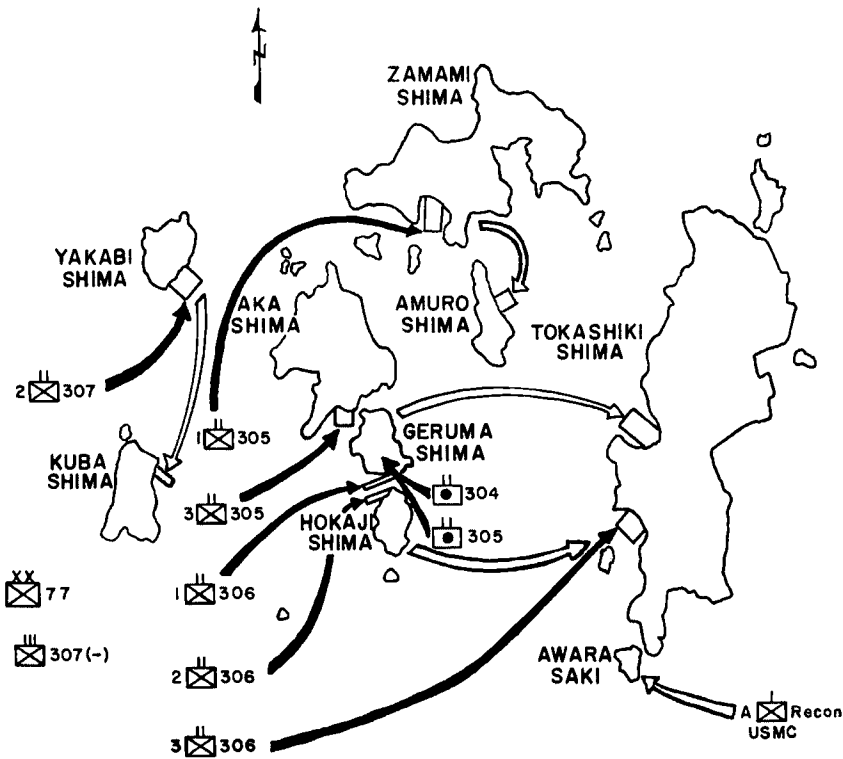 N
ZAMAMI
SHIMA
YAKABI
SHIMA
AKA
SHIMA
AMURO
SHIMA
TOKASHIKI
SHIMA
2 307
1 305
GERUMA
SHIMA
KUBA
SHIMA
304
3 305
HOKAJI
SHIMA
305
XX
77
1 306
307(-)
AWARA
SAKI
2 306
A Recon
USMC
3 306